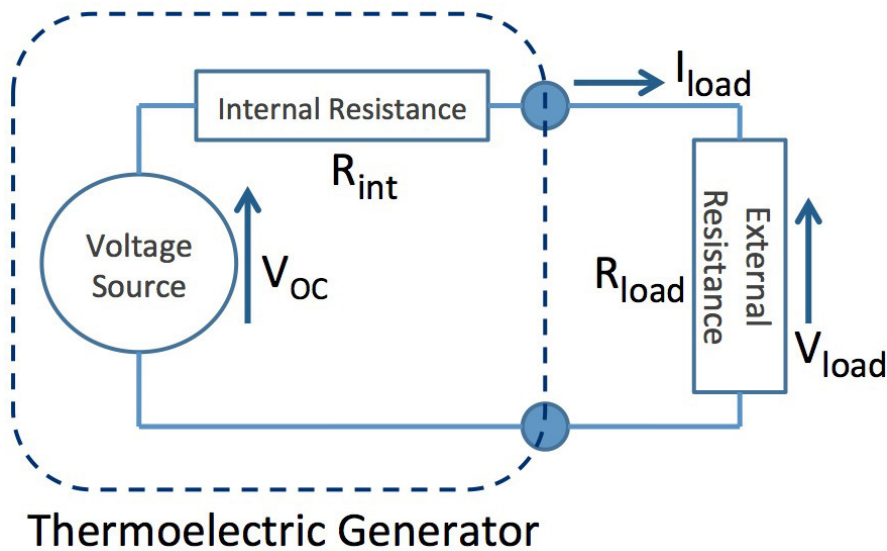 I_load
Internal Resistance
R_int
Voltage
Source
V_OC
R_load
External
Resistance
V_load
Thermoelectric Generator